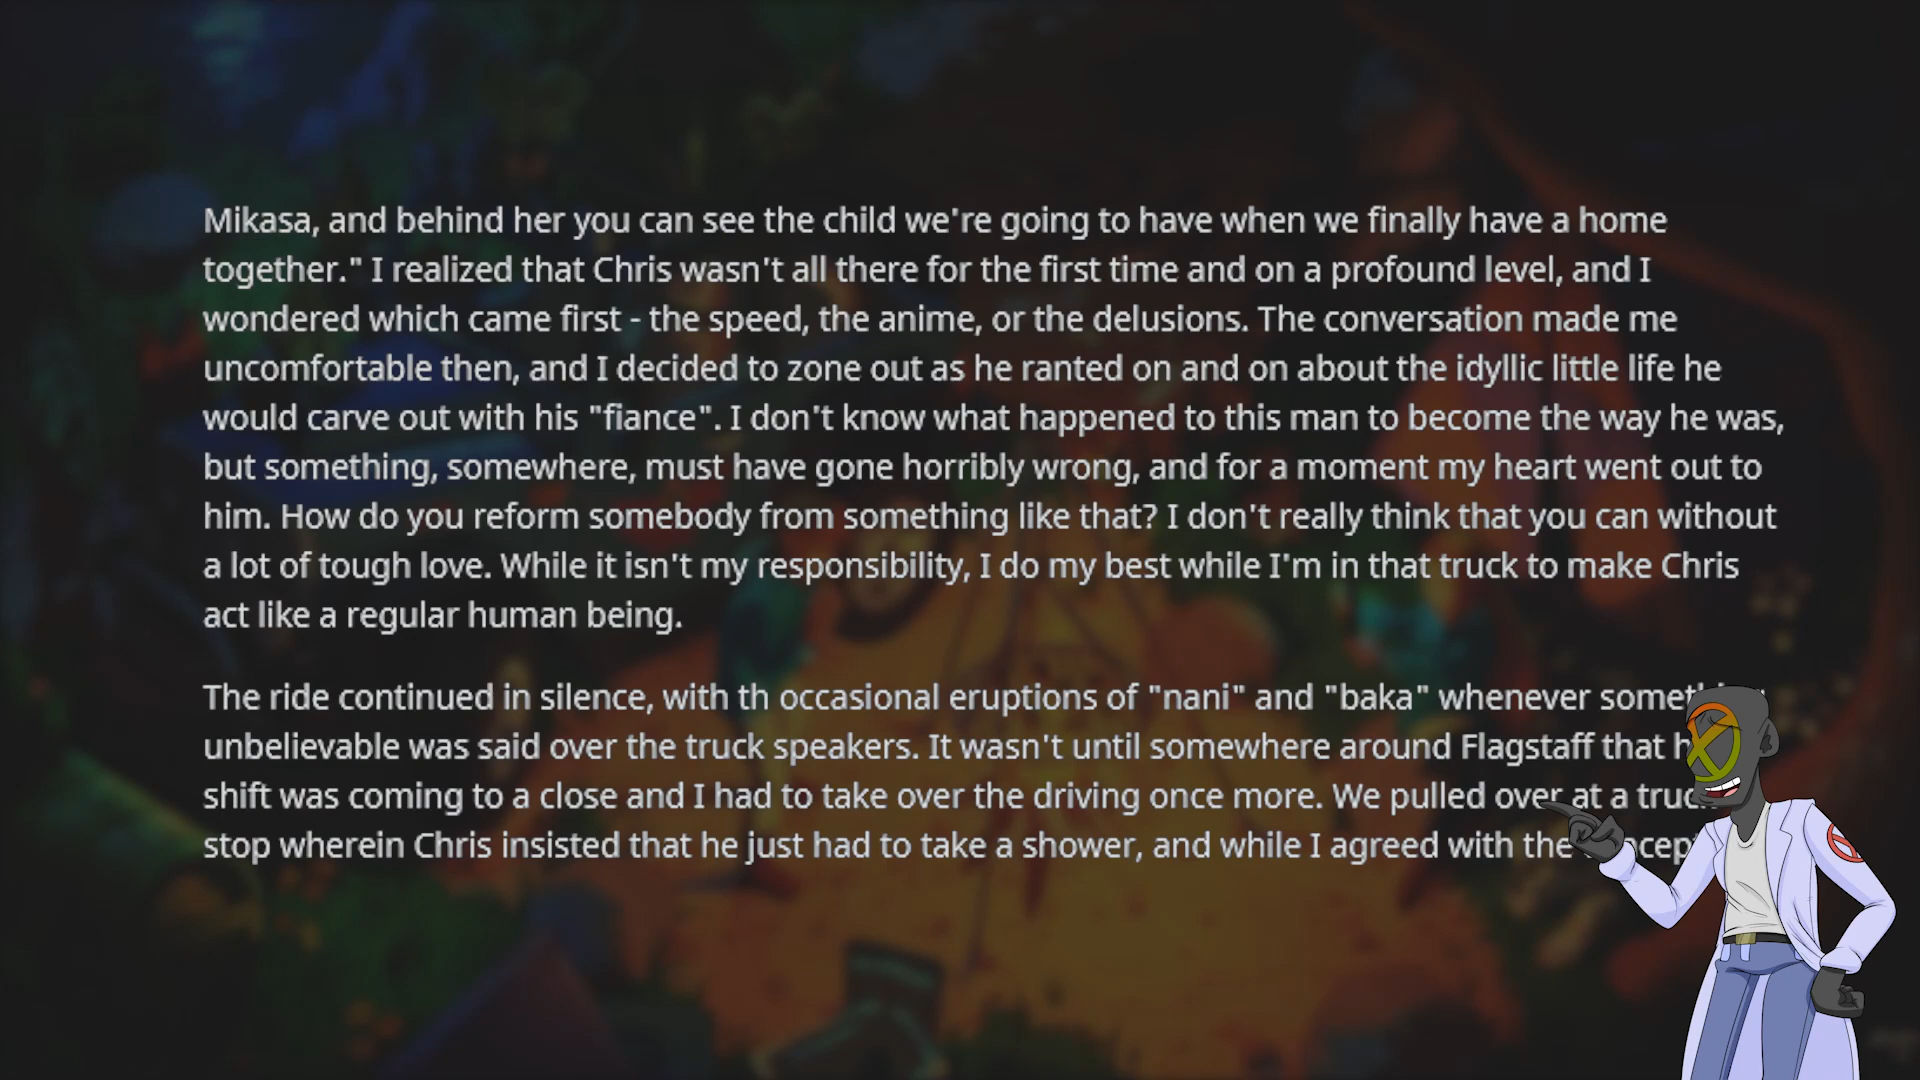 Mikasa, and behind her you can see the child we're going to have when we finally have a home
together." I realized that Chris wasn't all there for the first time and on a profound level, and I
wondered which came first - the speed, the anime, or the delusions. The conversation made me
uncomfortable then, and I decided to zone out as he ranted on and on about the idyllic little life he
would carve out with his "fiance". I don't know what happened to this man to become the way he was,
but something, somewhere, must have gone horribly wrong, and for a moment my heart went out to
him. How do you reform somebody from something like that? I don't really think that you can without
a lot of tough love. While it isn't my responsibility, I do my best while I'm in that truck to make Chris
act like a regular human being.
The ride continued in silence, with th occasional eruptions of "nani" and "baka" whenever
unbelievable was said over the truck speakers. It wasn't until somewhere around Flagstaff that
shift was coming to a close and I had to take over the driving once more. We pulled over at a
stop wherein Chris insisted that he just had to take a shower, and while I agreed with the